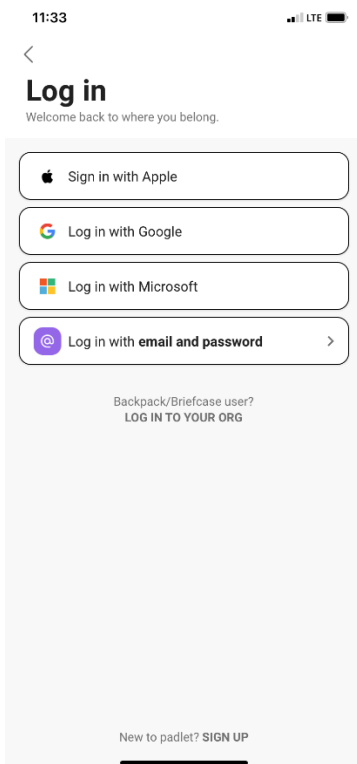 11:33
LTE
Log in
Welcome back to where you belong.
Sign in with Apple
Log in with Google
Log in with Microsoft
@ Log in with email and password
Backpack/Briefcase user?
LOG IN TO YOUR ORG
New to padlet? SIGN UP